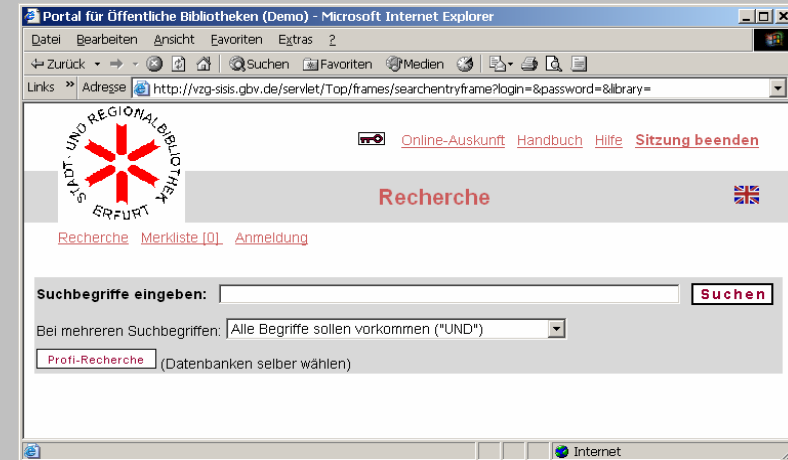 Portal für Öffentliche Bibliotheken (Demo) - Microsoft Internet Explorer
Datei Bearbeiten Ansicht Favoriten Extras ?
Zurück Suchen Favoriten Medien
Links » Adresse http://vzg-sisis.gbv.de/servlet/Top/frames/searchentryframe?login=&password=&library=
STADT- UND REGIONALBIBLIOTHEK
ERFURT
Online-Auskunft Handbuch Hilfe Sitzung beenden
Recherche
Recherche Merkliste [0] Anmeldung
Suchbegriffe eingeben: Suchen
Bei mehreren Suchbegriffen: Alle Begriffe sollen vorkommen ("UND")
Profi-Recherche (Datenbanken selber wählen)
Internet